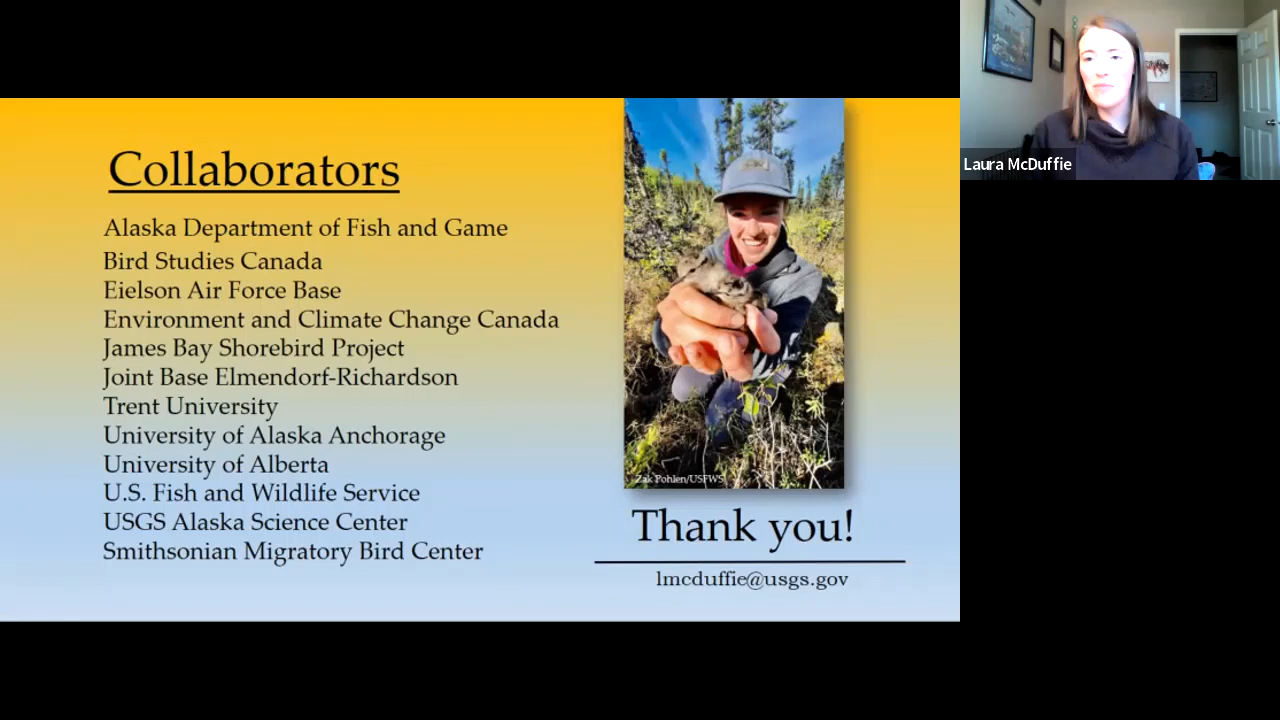 Laura McDuffie
Collaborators
Alaska Department of Fish and Game
Bird Studies Canada
Eielson Air Force Base
Environment and Climate Change Canada
James Bay Shorebird Project
Joint Base Elmendorf-Richardson
Trent University
University of Alaska Anchorage
University of Alberta
U.S. Fish and Wildlife Service
USGS Alaska Science Center
Smithsonian Migratory Bird Center
Zak Pohlen/USFWS
Thank you!
lmcduffie@usgs.gov